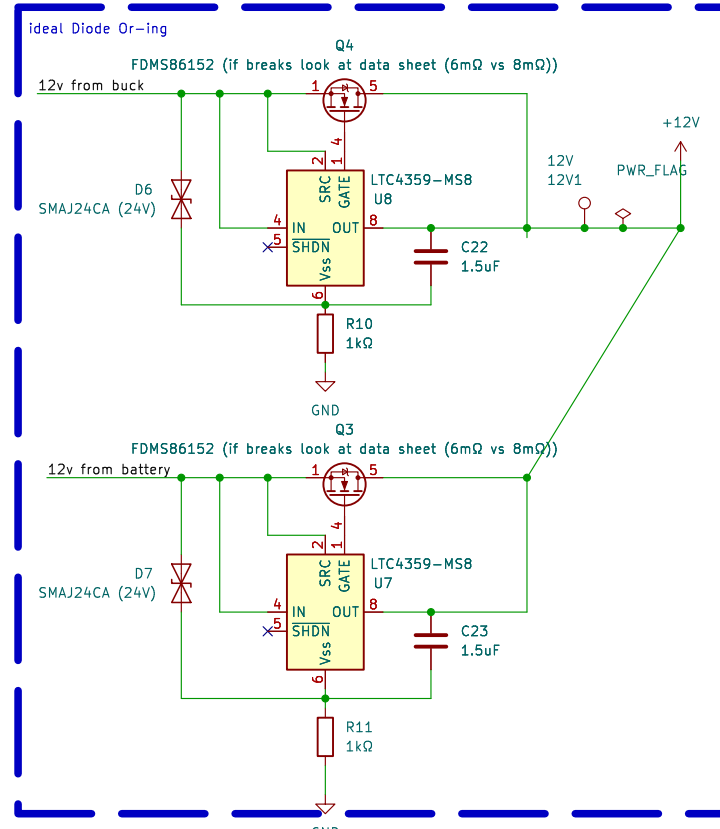 ideal Diode Or-ing
Q4
FDMS86152 (if breaks look at data sheet (6mΩ vs 8mΩ))
12v from buck
1
5
+12V
4
12V
12V1
PWR_FLAG
2
1
LTC4359-MS8
U8
SRC
GATE
D6
SMAJ24CA (24V)
4
IN
OUT
8
5
SHDN
C22
1.5uF
Vss
6
R10
1kΩ
GND
Q3
FDMS86152 (if breaks look at data sheet (6mΩ vs 8mΩ))
12v from battery
1
5
4
2
1
LTC4359-MS8
U7
SRC
GATE
D7
SMAJ24CA (24V)
4
IN
OUT
8
5
SHDN
C23
1.5uF
Vss
6
R11
1kΩ